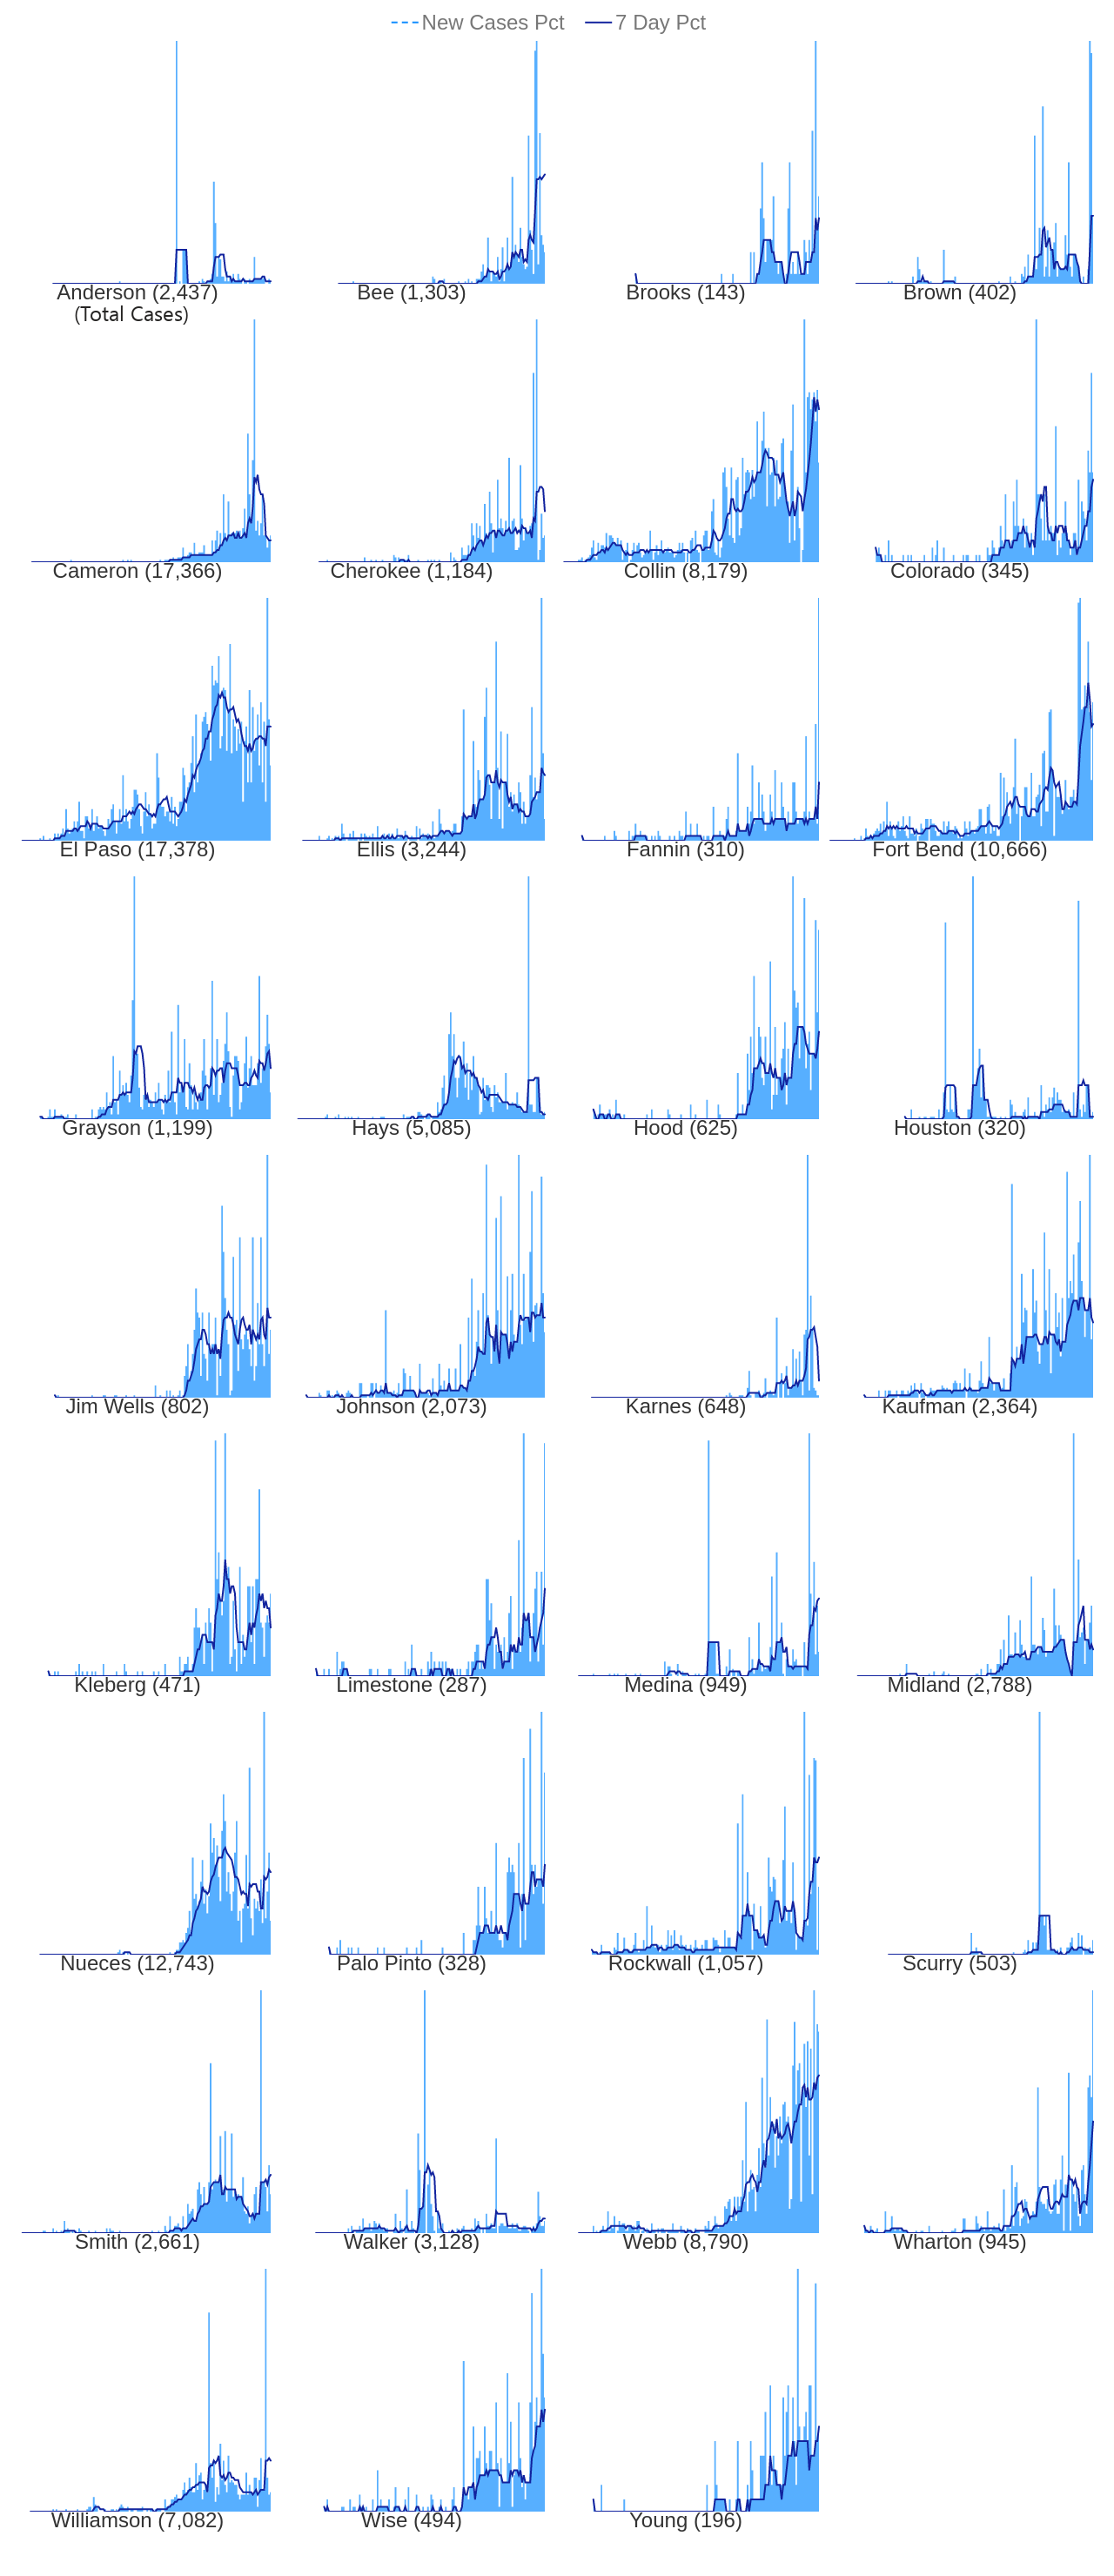 New Cases Pct 7 Day Pct
Anderson (2,437) Bee (1,303) Brooks (143) Brown (402)
(Total Cases)
Cameron (17,366) Cherokee (1,184) Collin (8,179) Colorado (345)
El Paso (17,378) Ellis (3,244) Fannin (310) Fort Bend (10,666)
Grayson (1,199) Hays (5,085) Hood (625) Houston (320)
Jim Wells (802) Johnson (2,073) Karnes (648) Kaufman (2,364)
Kleberg (471) Limestone (287) Medina (949) Midland (2,788)
Nueces (12,743) Palo Pinto (328) Rockwall (1,057) Scurry (503)
Smith (2,661) Walker (3,128) Webb (8,790) Wharton (945)
Williamson (7,082) Wise (494) Young (196)